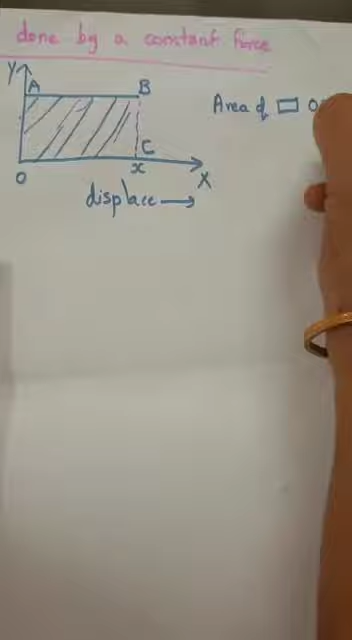 done by a constant force
Y
A B
Area of
C
O x X
displace